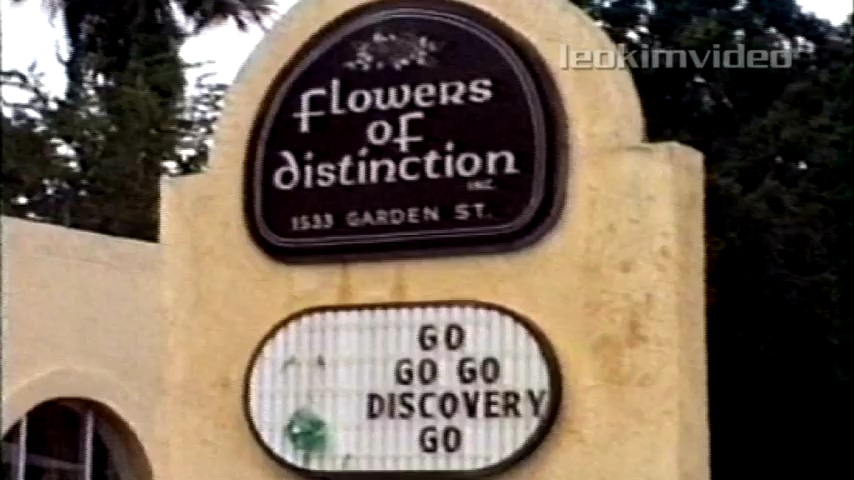 leokimvideo
flowers
of
distinction
INC.
1533 GARDEN ST.
GO
GO GO
DISCOVERY
GO